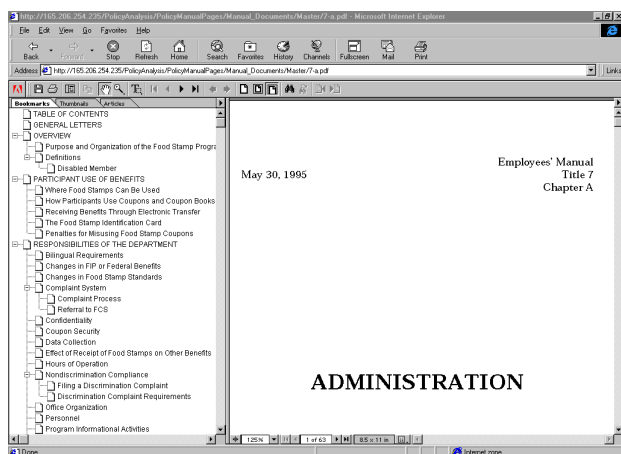 http://165.206.254.235/PolicyAnalysis/PolicyManualPages/Manual_Documents/Master/7-a.pdf - Microsoft Internet Explorer
File Edit View Go Favorites Help
Back Forward Stop Refresh Home Search Favorites History Channels Fullscreen Mail Print
Address http://165.206.254.235/PolicyAnalysis/PolicyManualPages/Manual_Documents/Master/7-a.pdf Links
Bookmarks Thumbnails Articles
TABLE OF CONTENTS
GENERAL LETTERS
OVERVIEW
Purpose and Organization of the Food Stamp Progra
Definitions
Disabled Member
PARTICIPANT USE OF BENEFITS
Where Food Stamps Can Be Used
How Participants Use Coupons and Coupon Books
Receiving Benefits Through Electronic Transfer
The Food Stamp Identification Card
Penalties for Misusing Food Stamp Coupons
RESPONSIBILITIES OF THE DEPARTMENT
Bilingual Requirements
Changes in FIP or Federal Benefits
Changes in Food Stamp Standards
Complaint System
Complaint Process
Referral to FCS
Confidentiality
Coupon Security
Data Collection
Effect of Receipt of Food Stamps on Other Benefits
Hours of Operation
Nondiscrimination Compliance
Filing a Discrimination Complaint
Discrimination Complaint Requirements
Office Organization
Personnel
Program Informational Activities
Employees' Manual
May 30, 1995 Title 7
Chapter A
ADMINISTRATION
125% 1 of 63 8.5 x 11 in
Done Internet zone